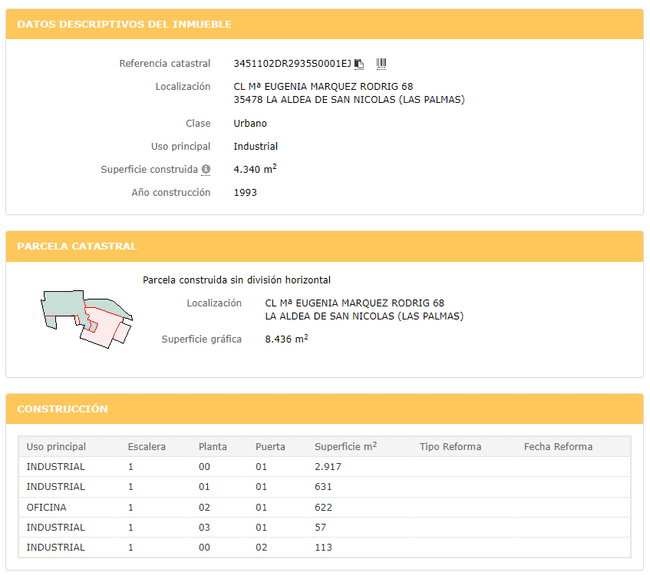 DATOS DESCRIPTIVOS DEL INMUEBLE
Referencia catastral 3451102DR2935S0001EJ
Localización CL Mª EUGENIA MARQUEZ RODRIG 68
35478 LA ALDEA DE SAN NICOLAS (LAS PALMAS)
Clase Urbano
Uso principal Industrial
Superficie construida 4.340 m²
Año construcción 1993
PARCELA CATASTRAL
Parcela construida sin división horizontal
Localización CL Mª EUGENIA MARQUEZ RODRIG 68
LA ALDEA DE SAN NICOLAS (LAS PALMAS)
Superficie gráfica 8.436 m²
CONSTRUCCIÓN
Uso principal Escalera Planta Puerta Superficie m² Tipo Reforma Fecha Reforma
INDUSTRIAL 1 00 01 2.917
INDUSTRIAL 1 01 01 631
OFICINA 1 02 01 622
INDUSTRIAL 1 03 01 57
INDUSTRIAL 1 00 02 113